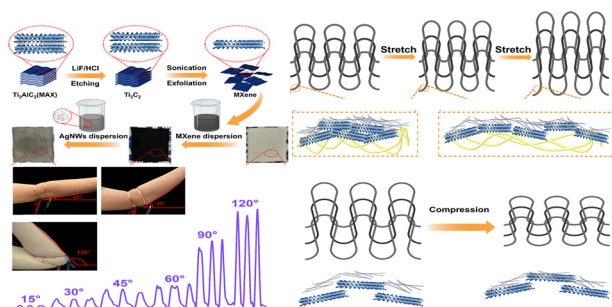 LiF/HCl
Etching
Sonication
Exfoliation
Ti₃AlC₂(MAX)
Ti₃C₂
MXene
AgNWs dispersion
MXene dispersion
Stretch
Stretch
Compression
120°
15°
30°
45°
60°
90°
120°